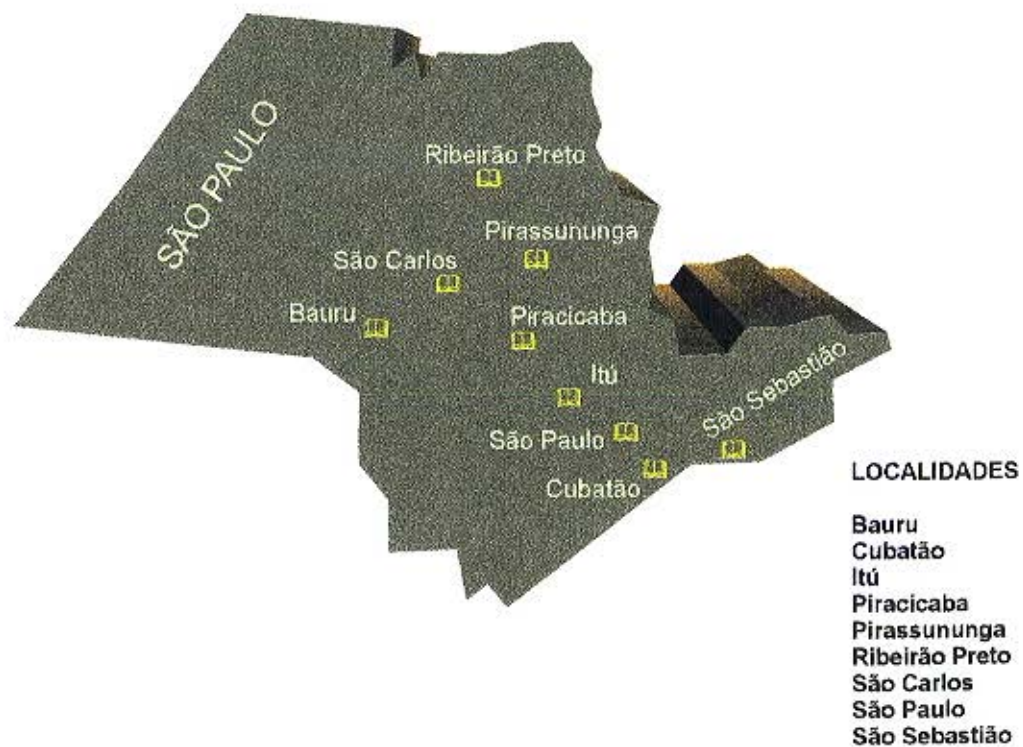 SÃO PAULO
Ribeirão Preto
Pirassununga
São Carlos
Bauru
Piracicaba
Itú
São Paulo
São Sebastião
Cubatão
LOCALIDADES
Bauru
Cubatão
Itú
Piracicaba
Pirassununga
Ribeirão Preto
São Carlos
São Paulo
São Sebastião